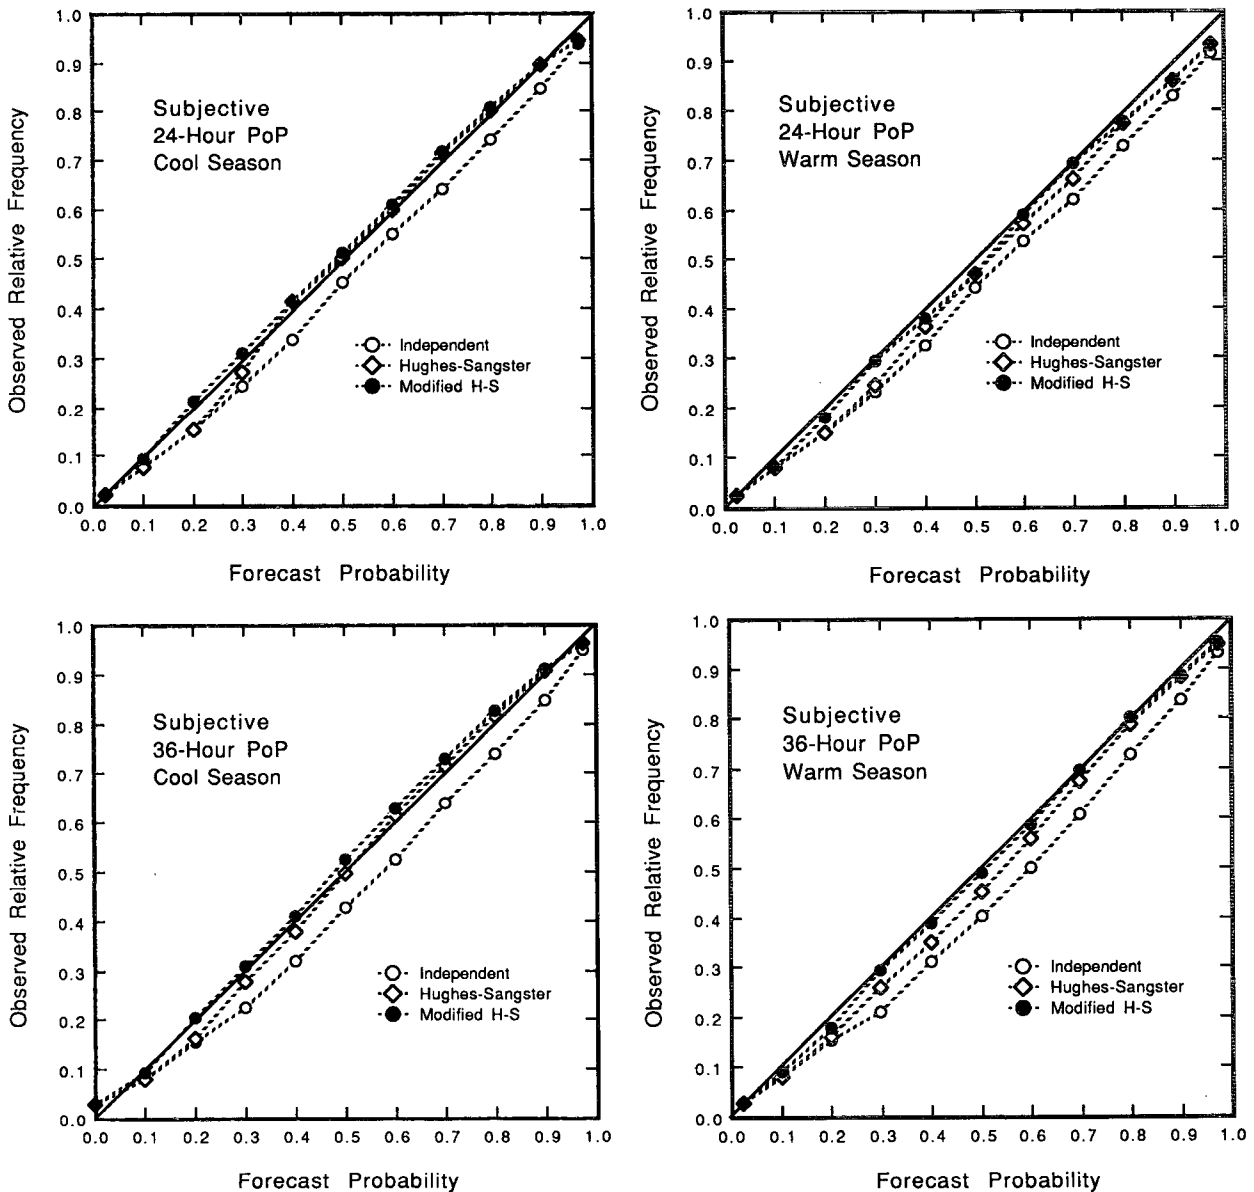 Observed Relative Frequency
1.0
0.9
0.8
0.7
0.6
0.5
0.4
0.3
0.2
0.1
0.0
Subjective
24-Hour PoP
Cool Season
Independent
Hughes-Sangster
Modified H-S
0.0 0.1 0.2 0.3 0.4 0.5 0.6 0.7 0.8 0.9 1.0
Forecast Probability
Observed Relative Frequency
1.0
0.9
0.8
0.7
0.6
0.5
0.4
0.3
0.2
0.1
0.0
Subjective
24-Hour PoP
Warm Season
Independent
Hughes-Sangster
Modified H-S
0.0 0.1 0.2 0.3 0.4 0.5 0.6 0.7 0.8 0.9 1.0
Forecast Probability
Observed Relative Frequency
1.0
0.9
0.8
0.7
0.6
0.5
0.4
0.3
0.2
0.1
0.0
Subjective
36-Hour PoP
Cool Season
Independent
Hughes-Sangster
Modified H-S
0.0 0.1 0.2 0.3 0.4 0.5 0.6 0.7 0.8 0.9 1.0
Forecast Probability
Observed Relative Frequency
1.0
0.9
0.8
0.7
0.6
0.5
0.4
0.3
0.2
0.1
0.0
Subjective
36-Hour PoP
Warm Season
Independent
Hughes-Sangster
Modified H-S
0.0 0.1 0.2 0.3 0.4 0.5 0.6 0.7 0.8 0.9 1.0
Forecast Probability